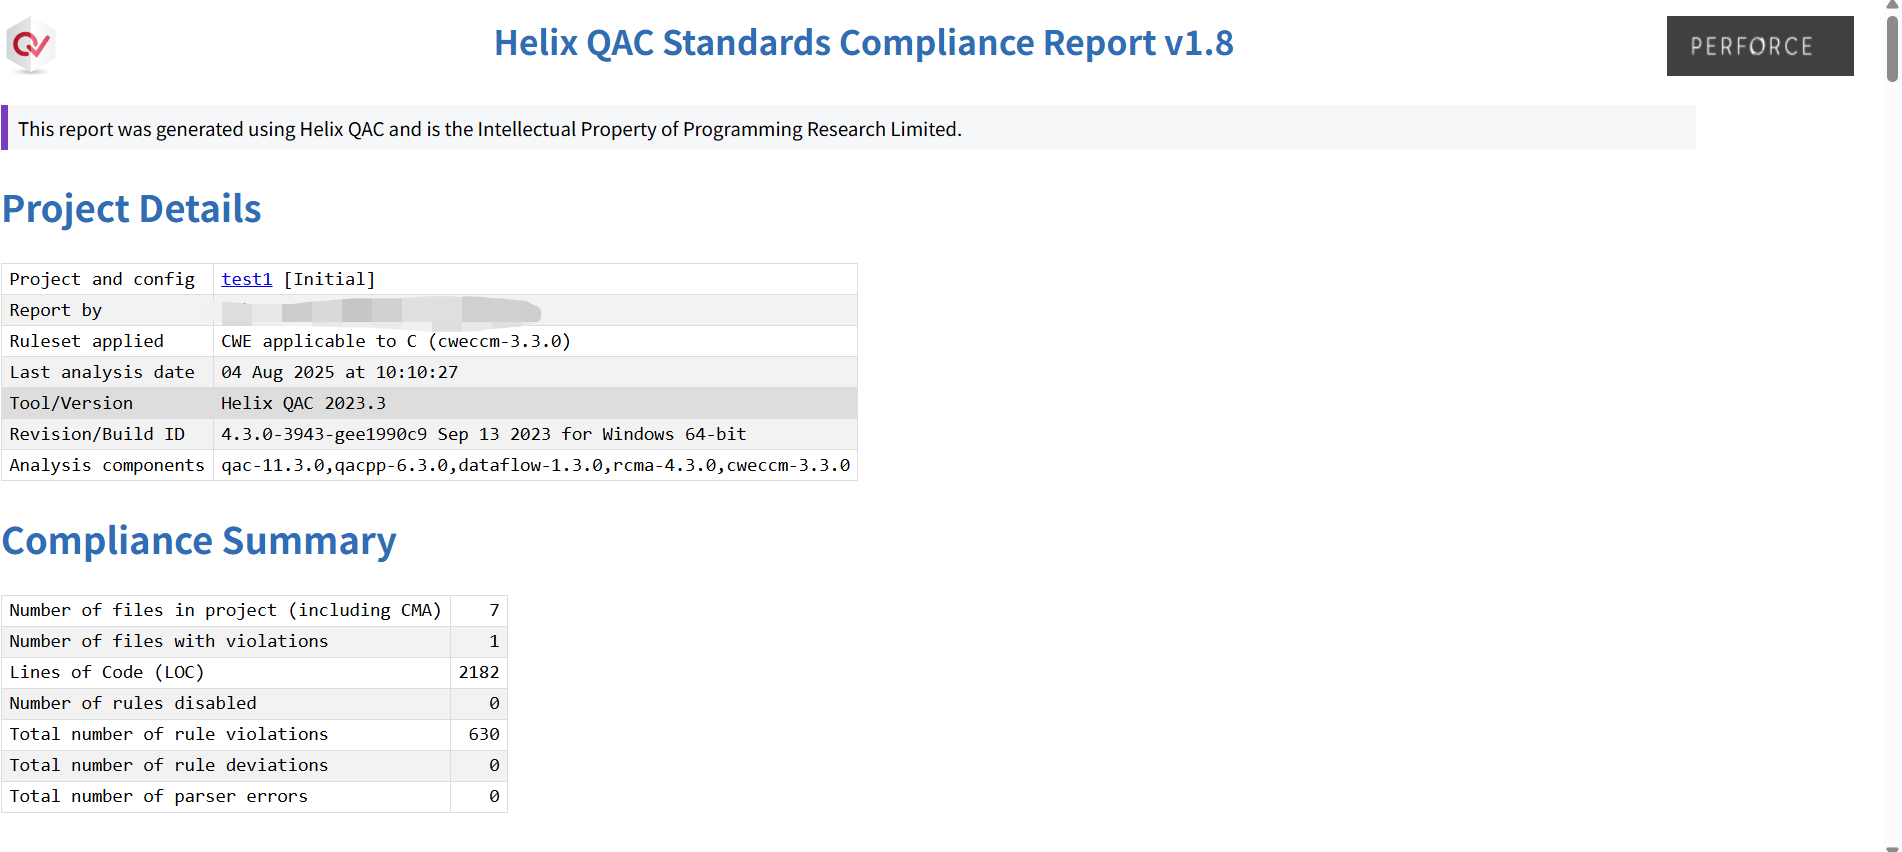 Helix QAC Standards Compliance Report v1.8
PERFORCE
This report was generated using Helix QAC and is the Intellectual Property of Programming Research Limited.
Project Details
Project and config test1 [Initial]
Report by
Ruleset applied CWE applicable to C (cweccm-3.3.0)
Last analysis date 04 Aug 2025 at 10:10:27
Tool/Version Helix QAC 2023.3
Revision/Build ID 4.3.0-3943-gee1990c9 Sep 13 2023 for Windows 64-bit
Analysis components qac-11.3.0,qacpp-6.3.0,dataflow-1.3.0,rcma-4.3.0,cweccm-3.3.0
Compliance Summary
Number of files in project (including CMA) 7
Number of files with violations 1
Lines of Code (LOC) 2182
Number of rules disabled 0
Total number of rule violations 630
Total number of rule deviations 0
Total number of parser errors 0